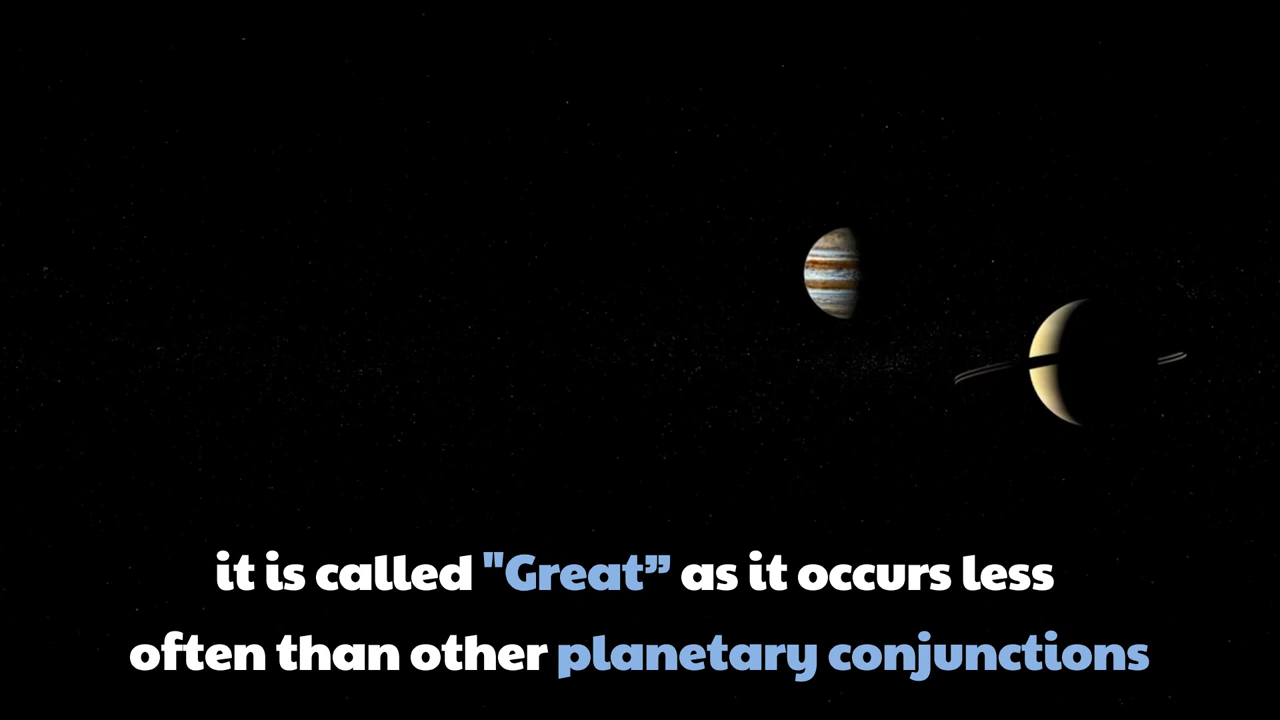 it is called "Great” as it occurs less
often than other planetary conjunctions